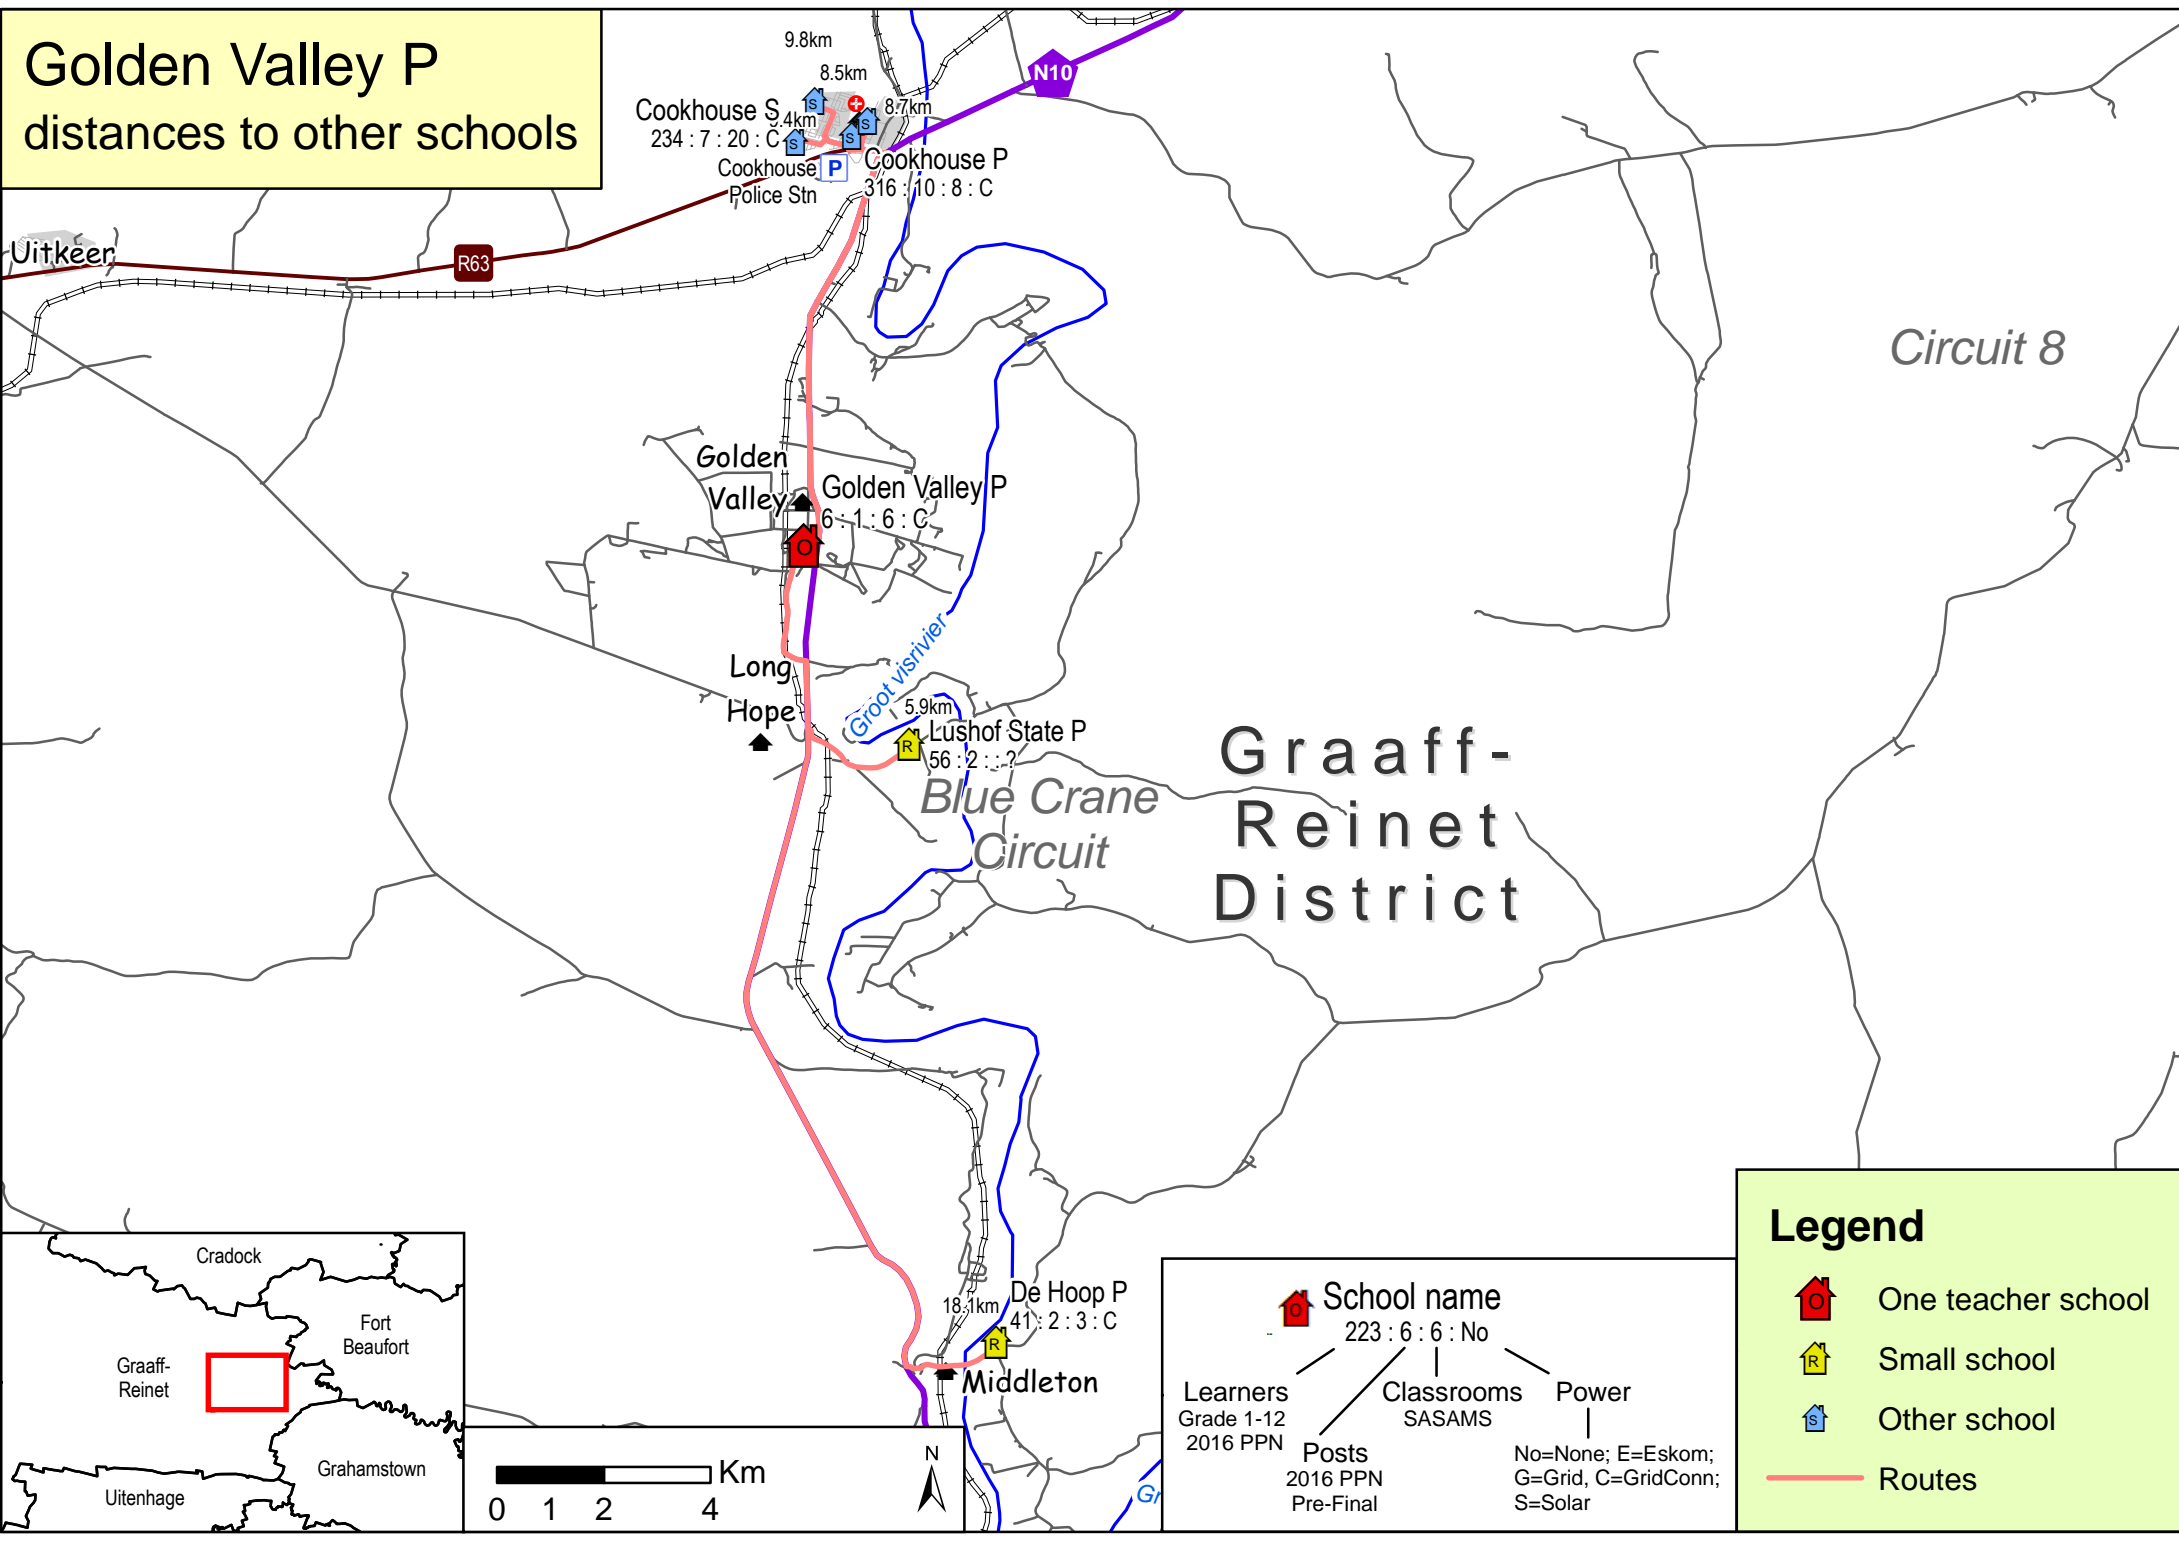 Golden Valley P
distances to other schools
9.8km
8.5km
8.7km
N10
Cookhouse S
.4km
234 : 7 : 20 : C
Cookhouse
Police Stn
P
Cookhouse P
316 : 10 : 8 : C
S
S
S
S
Uitkeer
R63
Circuit 8
Golden
Valley
Golden Valley P
6 : 1 : 6 : C
O
Groot visrivier
Long
Hope
5.9km
Lushof State P
56 : 2 : : ?
R
Blue Crane
Circuit
Graaff-
Reinet
District
De Hoop P
18.1km
41 : 2 : 3 : C
R
Middleton
Gr
Cradock
Fort
Beaufort
Graaff-
Reinet
Grahamstown
Uitenhage
Km
0 1 2 4
N
O
School name
223 : 6 : 6 : No
Learners
Grade 1-12
2016 PPN
Posts
2016 PPN
Pre-Final
Classrooms
SASAMS
Power
No=None; E=Eskom;
G=Grid, C=GridConn;
S=Solar
Legend
O One teacher school
R Small school
S Other school
Routes